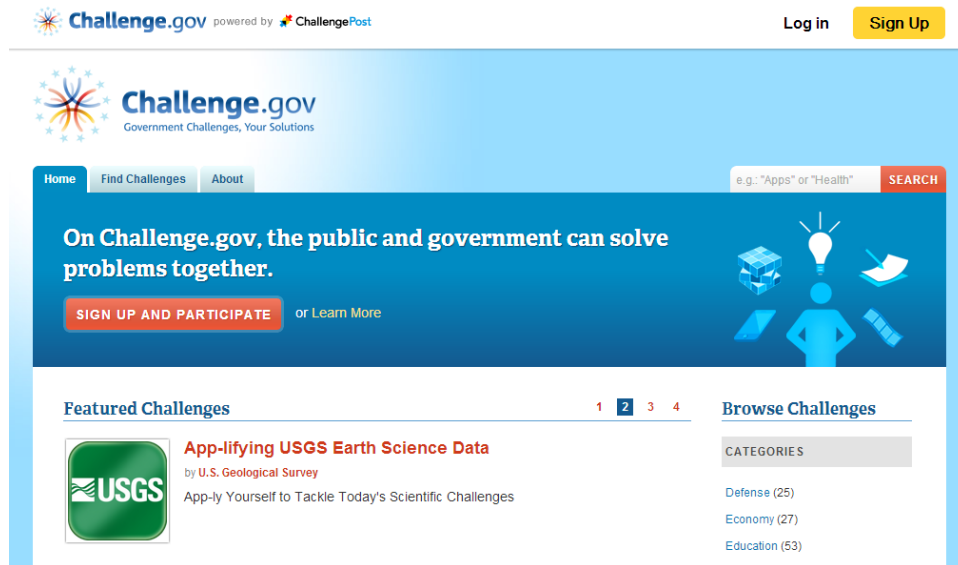 Challenge.gov powered by ChallengePost
Log in
Sign Up
Challenge.gov
Government Challenges, Your Solutions
Home
Find Challenges
About
e.g.: "Apps" or "Health"
SEARCH
On Challenge.gov, the public and government can solve
problems together.
SIGN UP AND PARTICIPATE
or Learn More
Featured Challenges
1 2 3 4
USGS
App-lifying USGS Earth Science Data
by U.S. Geological Survey
App-ly Yourself to Tackle Today's Scientific Challenges
Browse Challenges
CATEGORIES
Defense (25)
Economy (27)
Education (53)